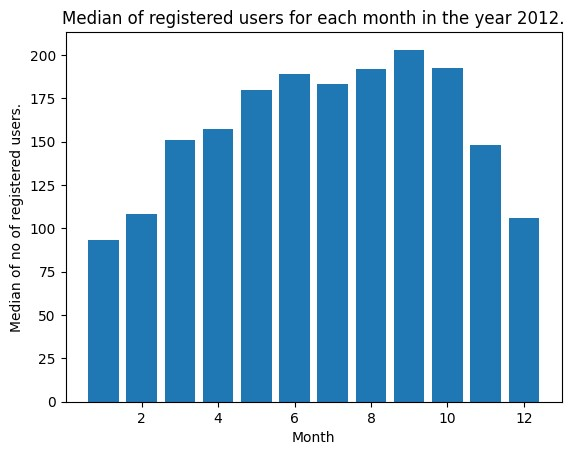 Median of registered users for each month in the year 2012.
Median of no of registered users.
200
175
150
125
100
75
50
25
0
2 4 6 8 10 12
Month